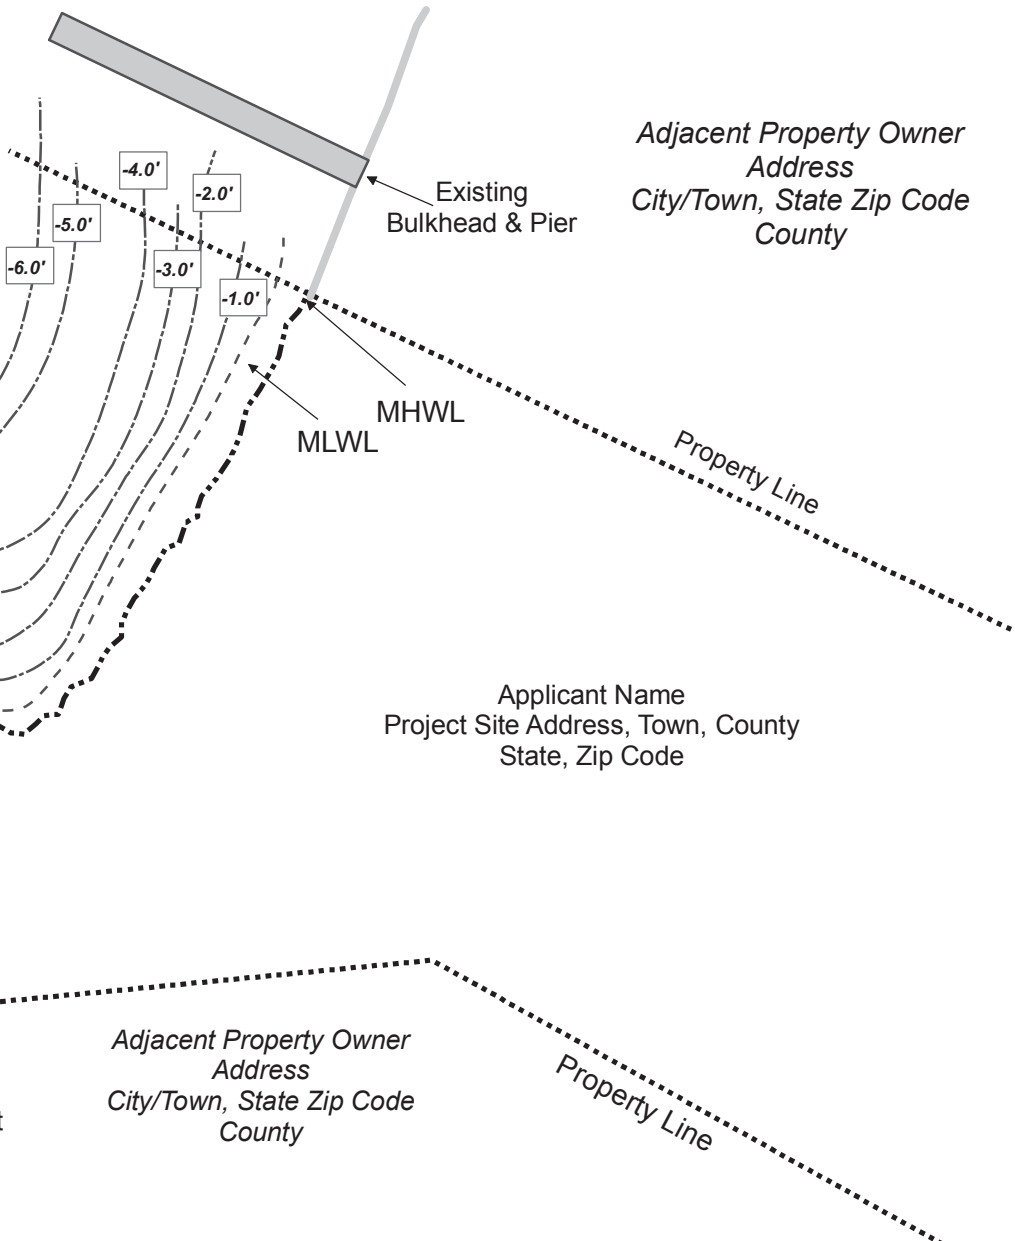 Adjacent Property Owner
Address
City/Town, State Zip Code
County
-4.0'
-2.0'
Existing
Bulkhead & Pier
-5.0'
-6.0'
-3.0'
-1.0'
MHWL
MLWL
Property Line
Applicant Name
Project Site Address, Town, County
State, Zip Code
Adjacent Property Owner
Address
City/Town, State Zip Code
County
Property Line
t